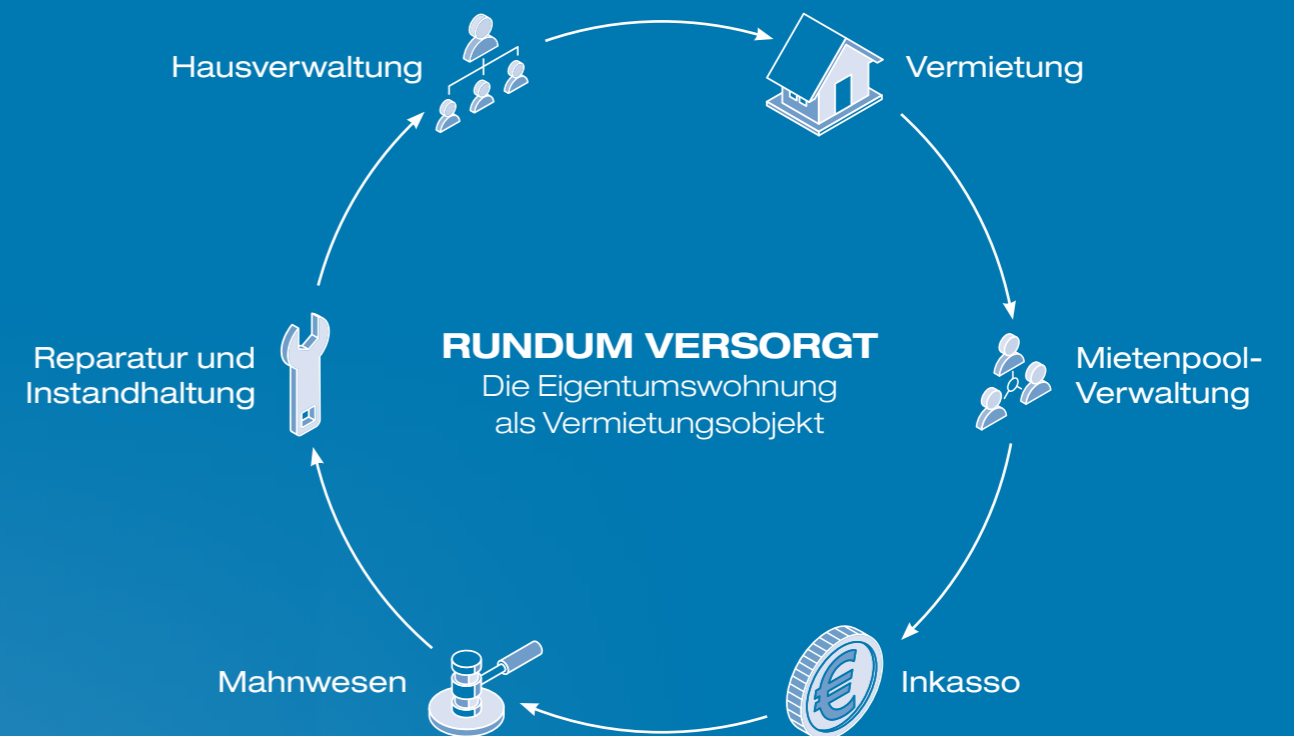 Hausverwaltung
Vermietung
RUNDUM VERSORGT
Die Eigentumswohnung
als Vermietungsobjekt
Reparatur und
Instandhaltung
Mietenpool-
Verwaltung
Mahnwesen
Inkasso